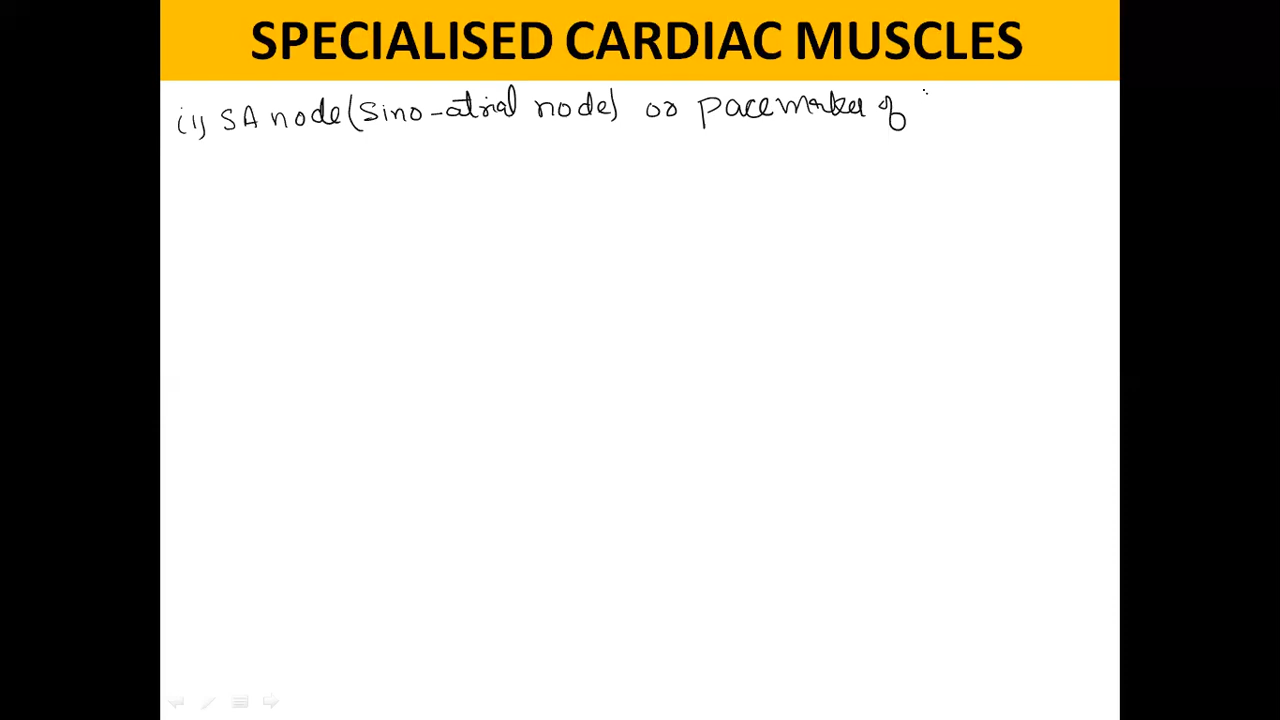 SPECIALISED CARDIAC MUSCLES
(i) SA node (Sino-atrial node) or pacemaker of